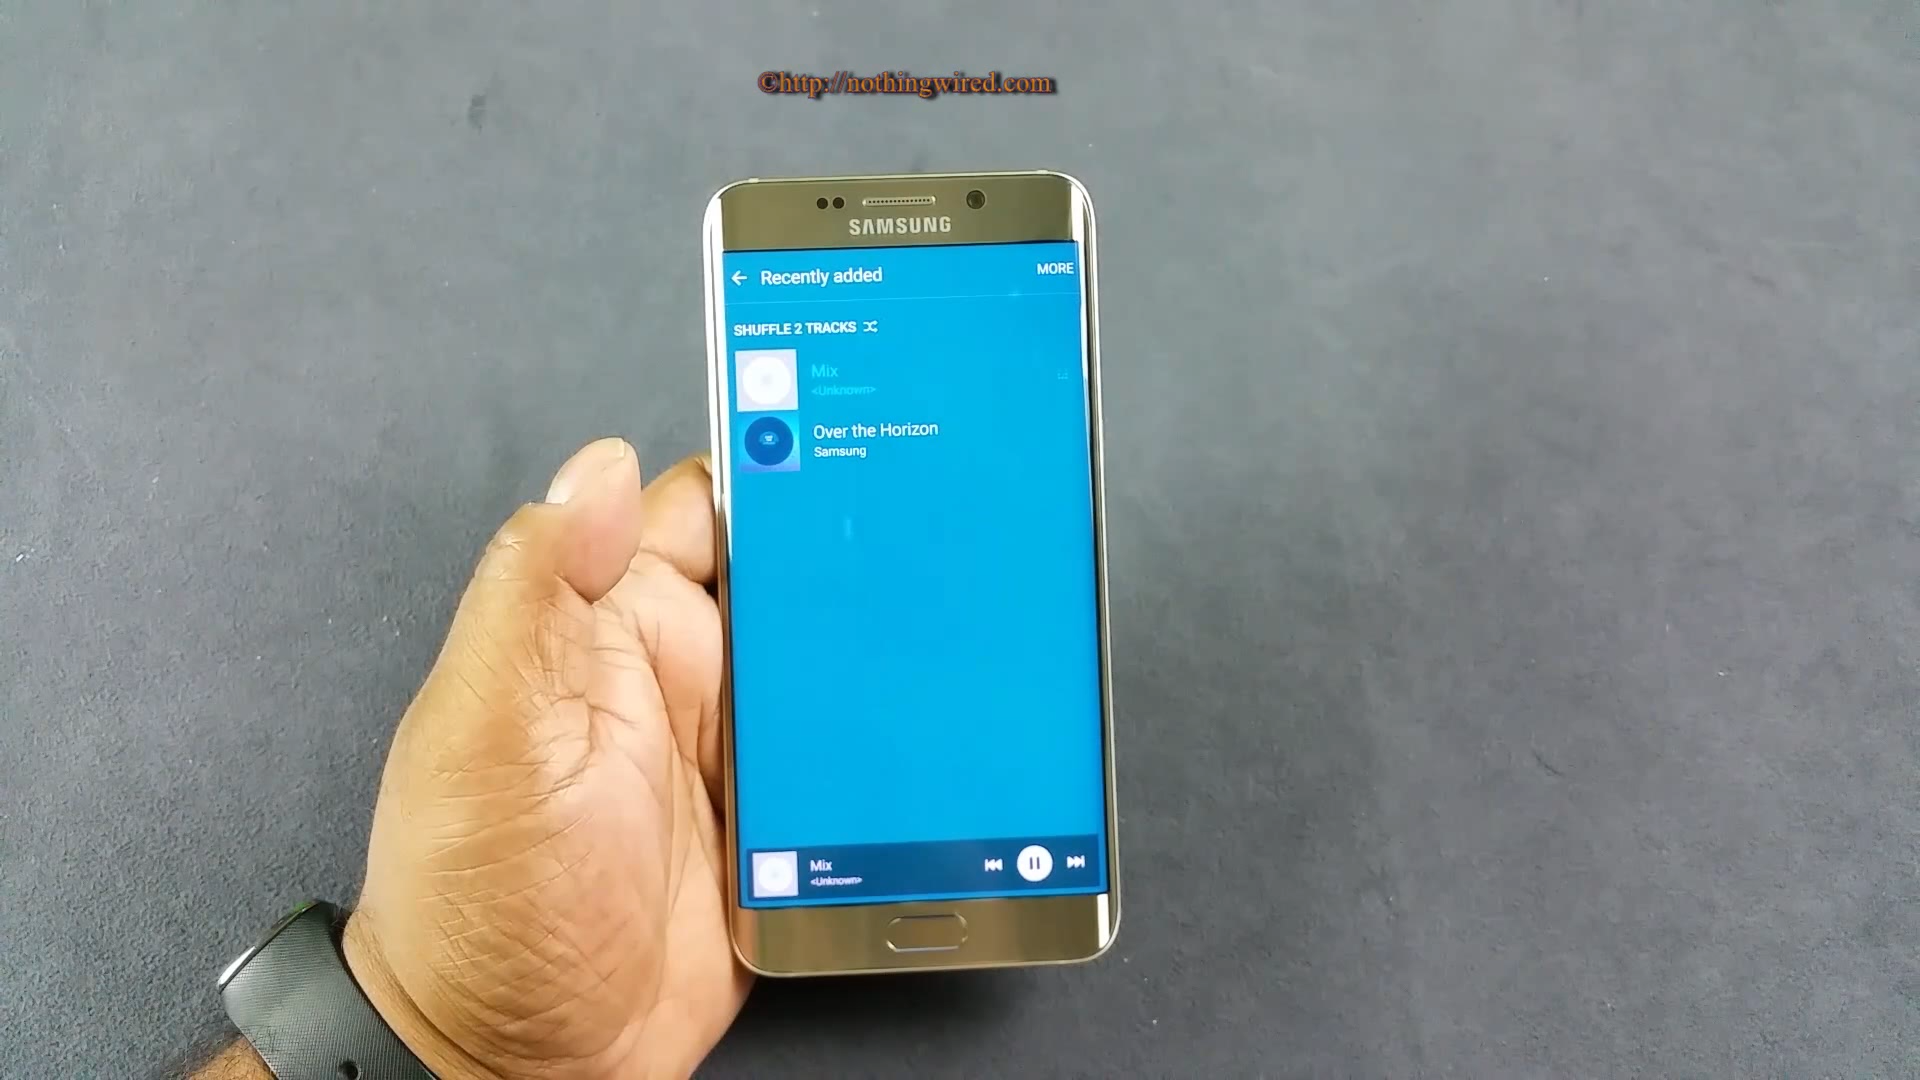 ©http://nothingwired.com
SAMSUNG
Recently added
MORE
SHUFFLE 2 TRACKS
Mix
<Unknown>
Over the Horizon
Samsung
Mix
<Unknown>